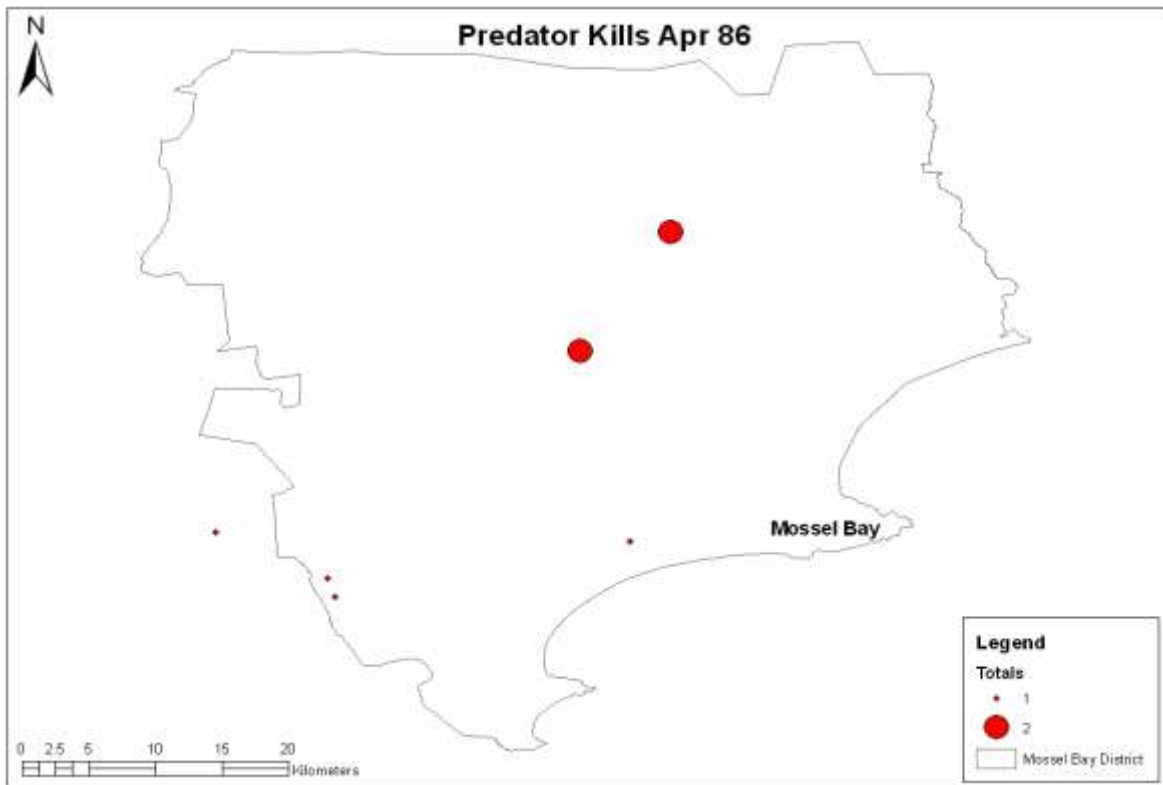 N
Predator Kills Apr 86
Mossel Bay
0 2.5 5 10 15 20
Kilometers
Legend
Totals
1
2
Mossel Bay District